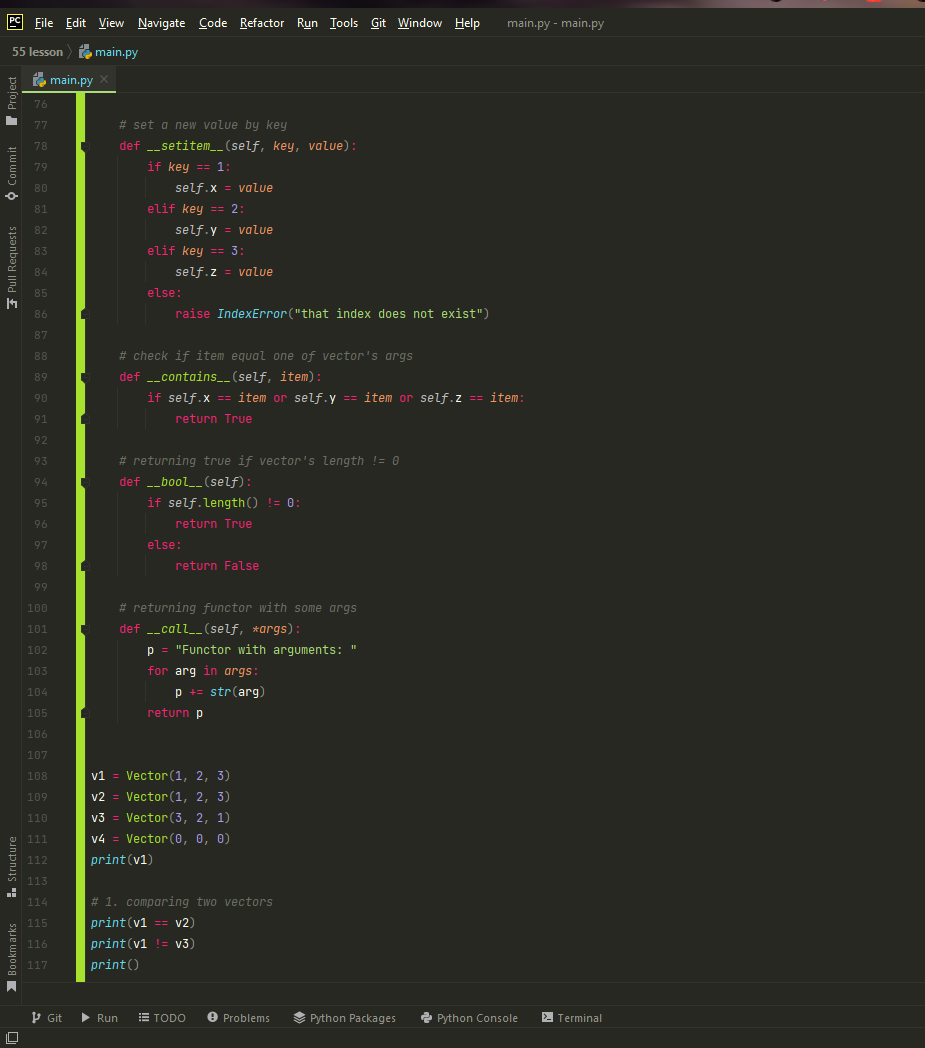 PC File Edit View Navigate Code Refactor Run Tools Git Window Help main.py - main.py
55 lesson main.py
main.py
Project
Commit
Pull Requests
Structure
Bookmarks
76
77 # set a new value by key
78 def __setitem__(self, key, value):
79 if key == 1:
80 self.x = value
81 elif key == 2:
82 self.y = value
83 elif key == 3:
84 self.z = value
85 else:
86 raise IndexError("that index does not exist")
87
88 # check if item equal one of vector's args
89 def __contains__(self, item):
90 if self.x == item or self.y == item or self.z == item:
91 return True
92
93 # returning true if vector's length != 0
94 def __bool__(self):
95 if self.length() != 0:
96 return True
97 else:
98 return False
99
100 # returning functor with some args
101 def __call__(self, *args):
102 p = "Functor with arguments: "
103 for arg in args:
104 p += str(arg)
105 return p
106
107
108 v1 = Vector(1, 2, 3)
109 v2 = Vector(1, 2, 3)
110 v3 = Vector(3, 2, 1)
111 v4 = Vector(0, 0, 0)
112 print(v1)
113
114 # 1. comparing two vectors
115 print(v1 == v2)
116 print(v1 != v3)
117 print()
Git Run TODO Problems Python Packages Python Console Terminal